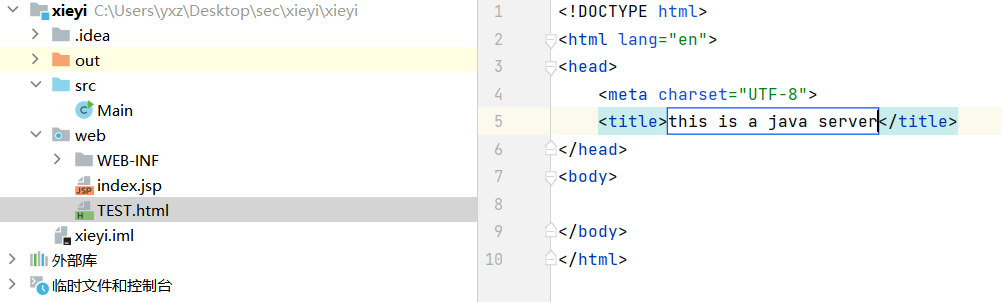 xieyi C:\Users\yxz\Desktop\sec\xieyi\xieyi
.idea
out
src
Main
web
WEB-INF
index.jsp
TEST.html
xieyi.iml
外部库
临时文件和控制台
1 <!DOCTYPE html>
2 <html lang="en">
3 <head>
4 <meta charset="UTF-8">
5 <title>this is a java server</title>
6 </head>
7 <body>
8
9 </body>
10 </html>